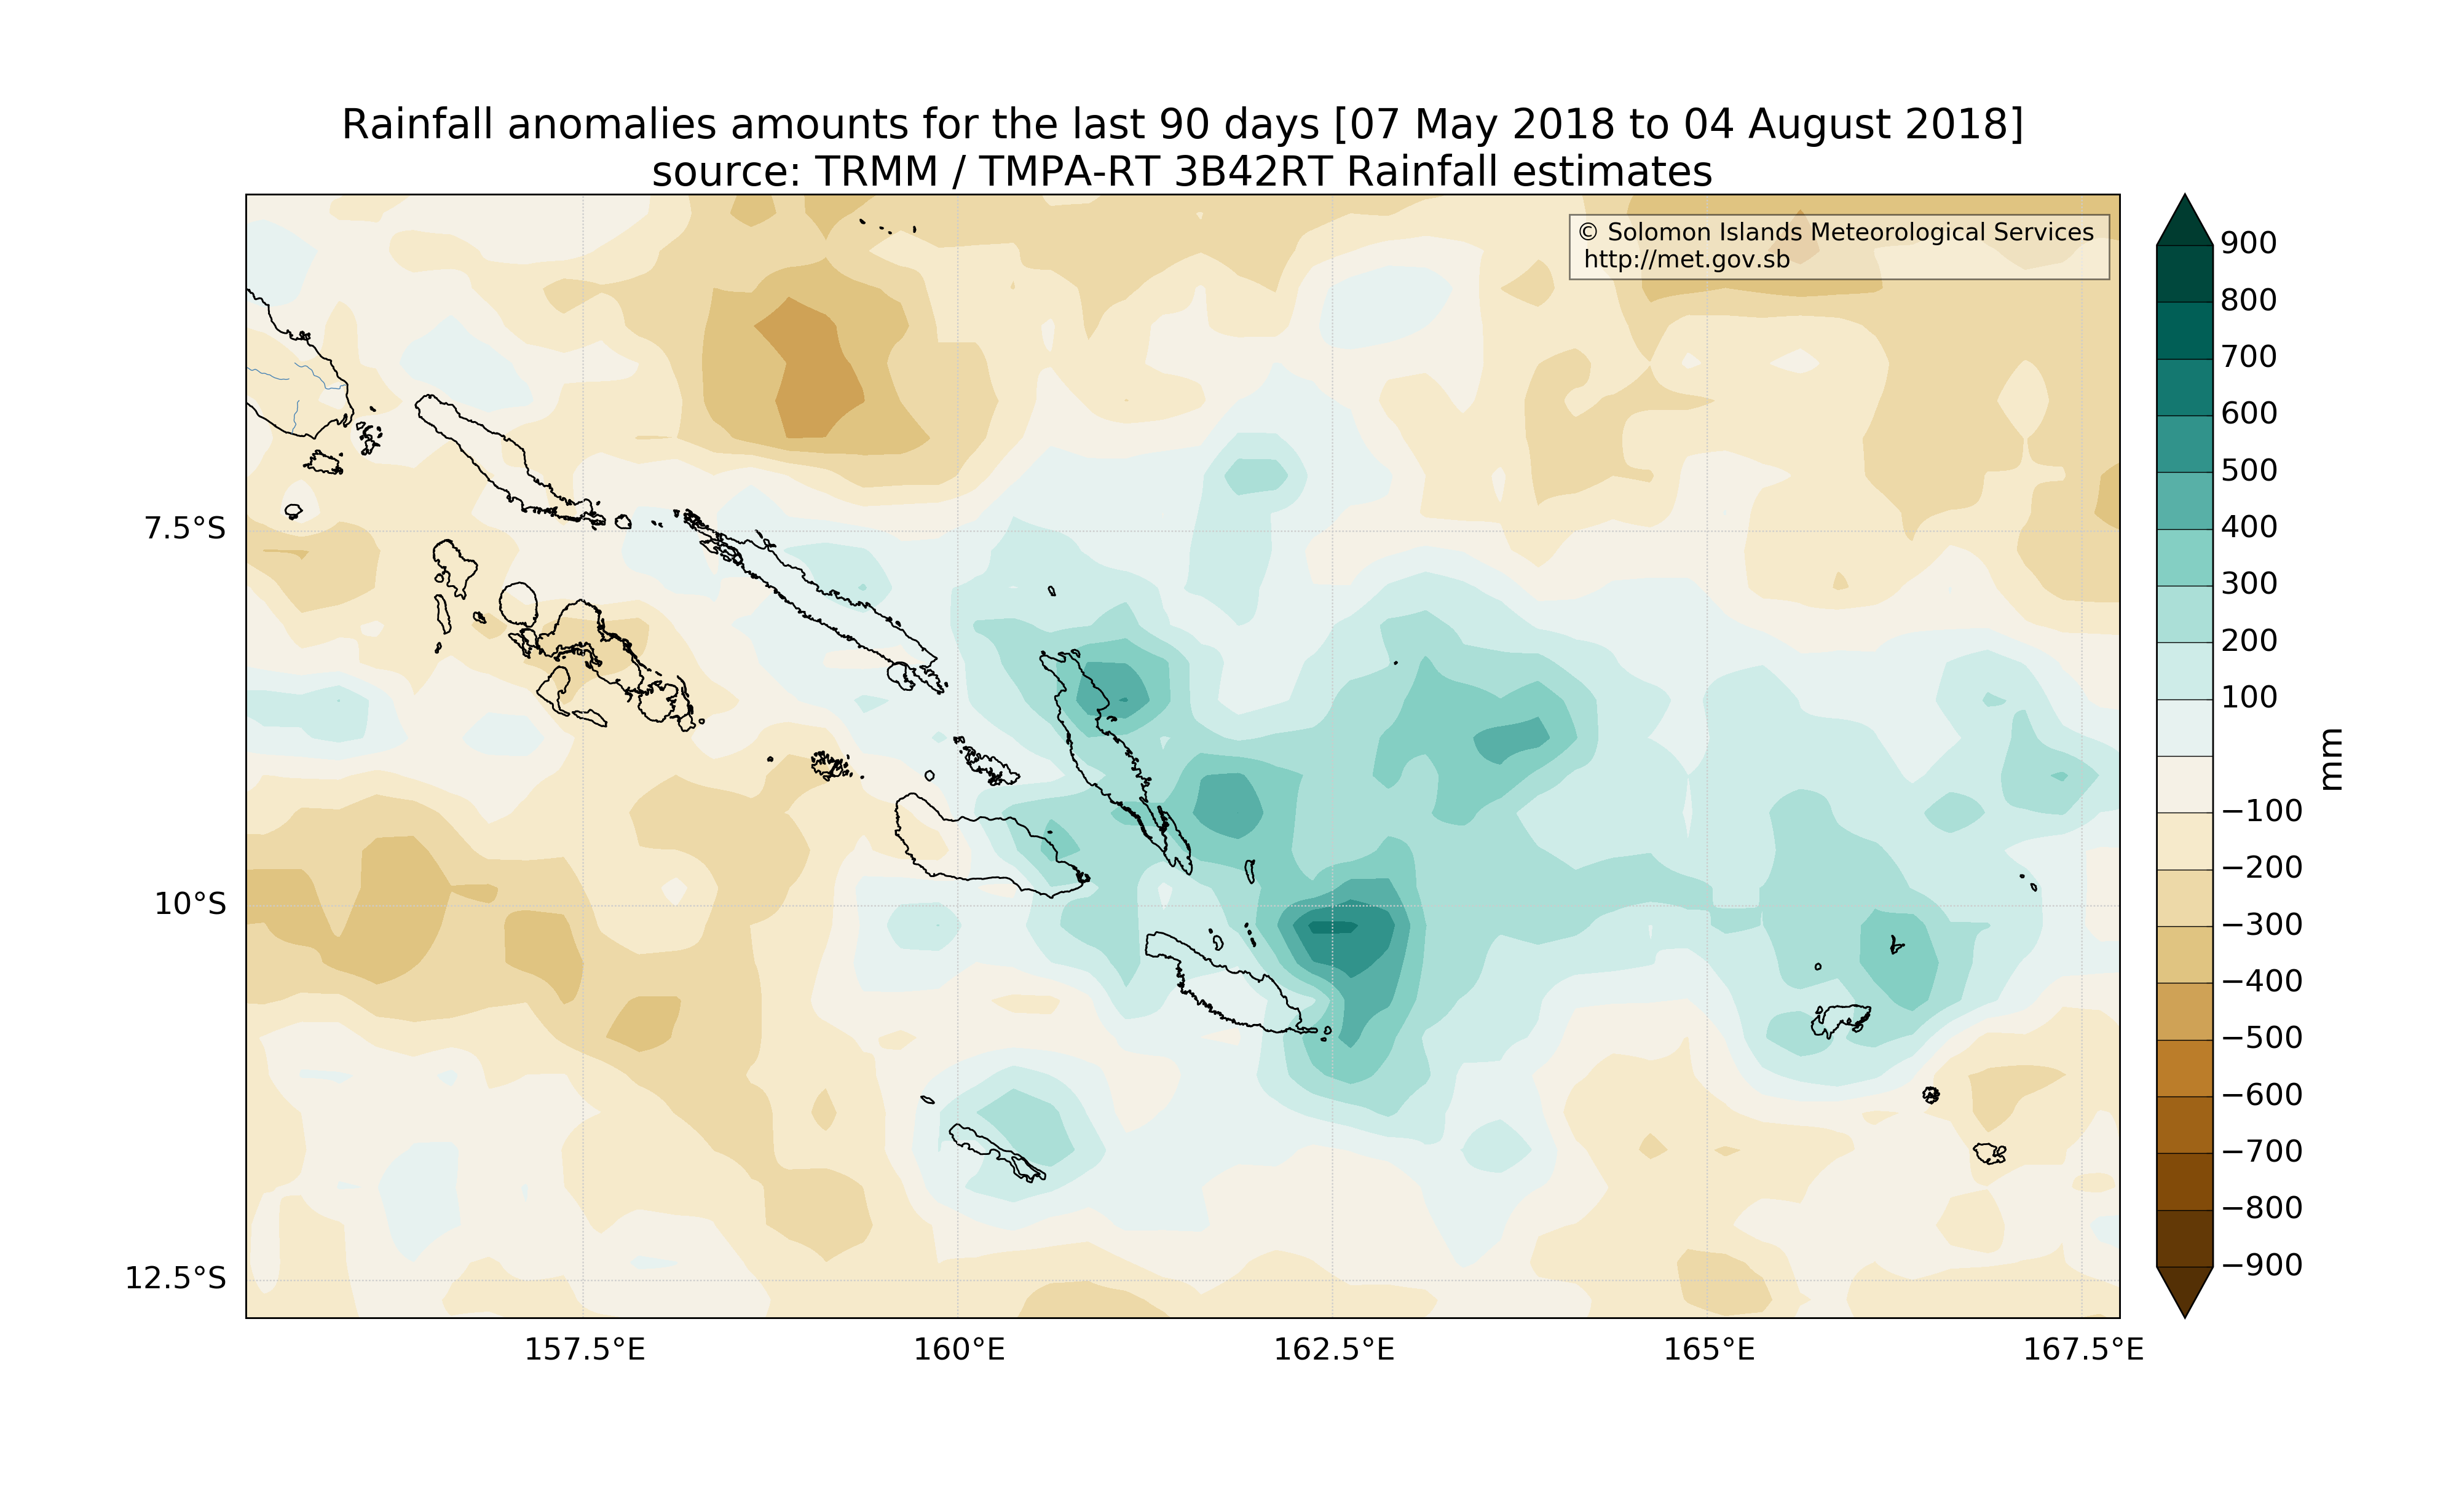 Rainfall anomalies amounts for the last 90 days [07 May 2018 to 04 August 2018]
source: TRMM / TMPA-RT 3B42RT Rainfall estimates
© Solomon Islands Meteorological Services
http://met.gov.sb
7.5°S
10°S
12.5°S
157.5°E
160°E
162.5°E
165°E
167.5°E
900
800
700
600
500
400
300
200
100
−100
−200
−300
−400
−500
−600
−700
−800
−900
mm